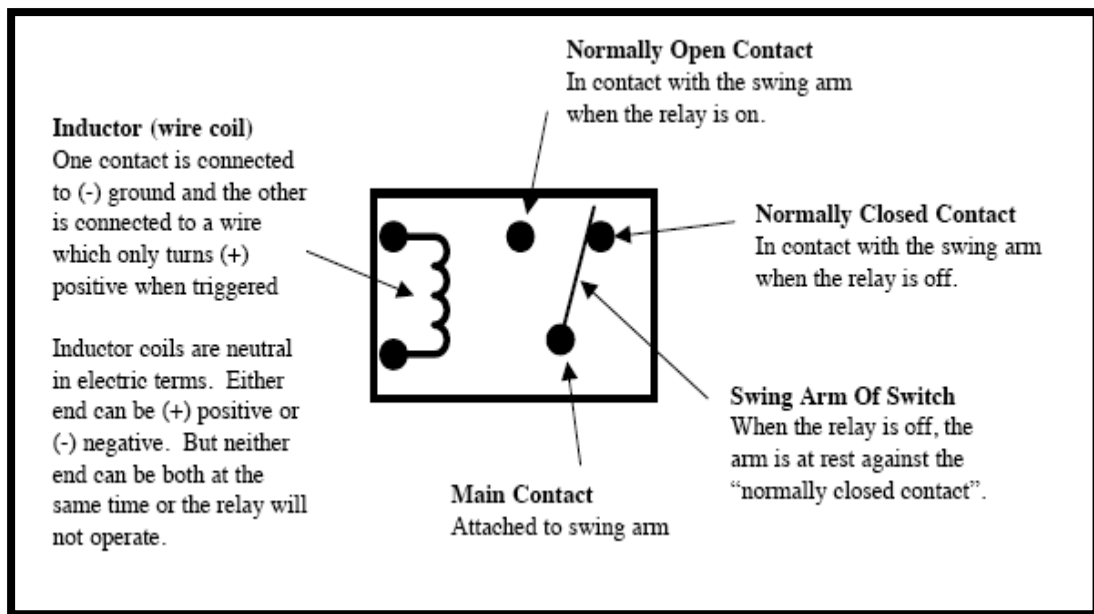 Normally Open Contact
In contact with the swing arm
when the relay is on.
Inductor (wire coil)
One contact is connected
to (-) ground and the other
is connected to a wire
which only turns (+)
positive when triggered
Inductor coils are neutral
in electric terms.  Either
end can be (+) positive or
(-) negative.  But neither
end can be both at the
same time or the relay will
not operate.
Normally Closed Contact
In contact with the swing arm
when the relay is off.
Swing Arm Of Switch
When the relay is off, the
arm is at rest against the
“normally closed contact”.
Main Contact
Attached to swing arm